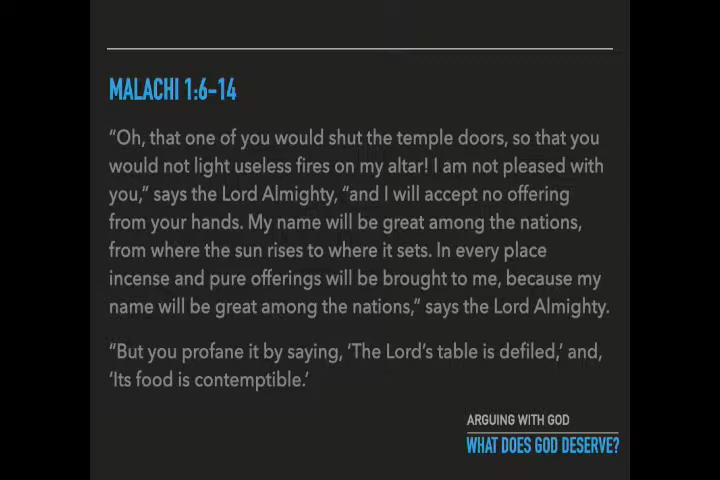 MALACHI 1:6-14
“Oh, that one of you would shut the temple doors, so that you
would not light useless fires on my altar! I am not pleased with
you,” says the Lord Almighty, “and I will accept no offering
from your hands. My name will be great among the nations,
from where the sun rises to where it sets. In every place
incense and pure offerings will be brought to me, because my
name will be great among the nations,” says the Lord Almighty.
“But you profane it by saying, ‘The Lord’s table is defiled,’ and,
‘Its food is contemptible.’
ARGUING WITH GOD
WHAT DOES GOD DESERVE?